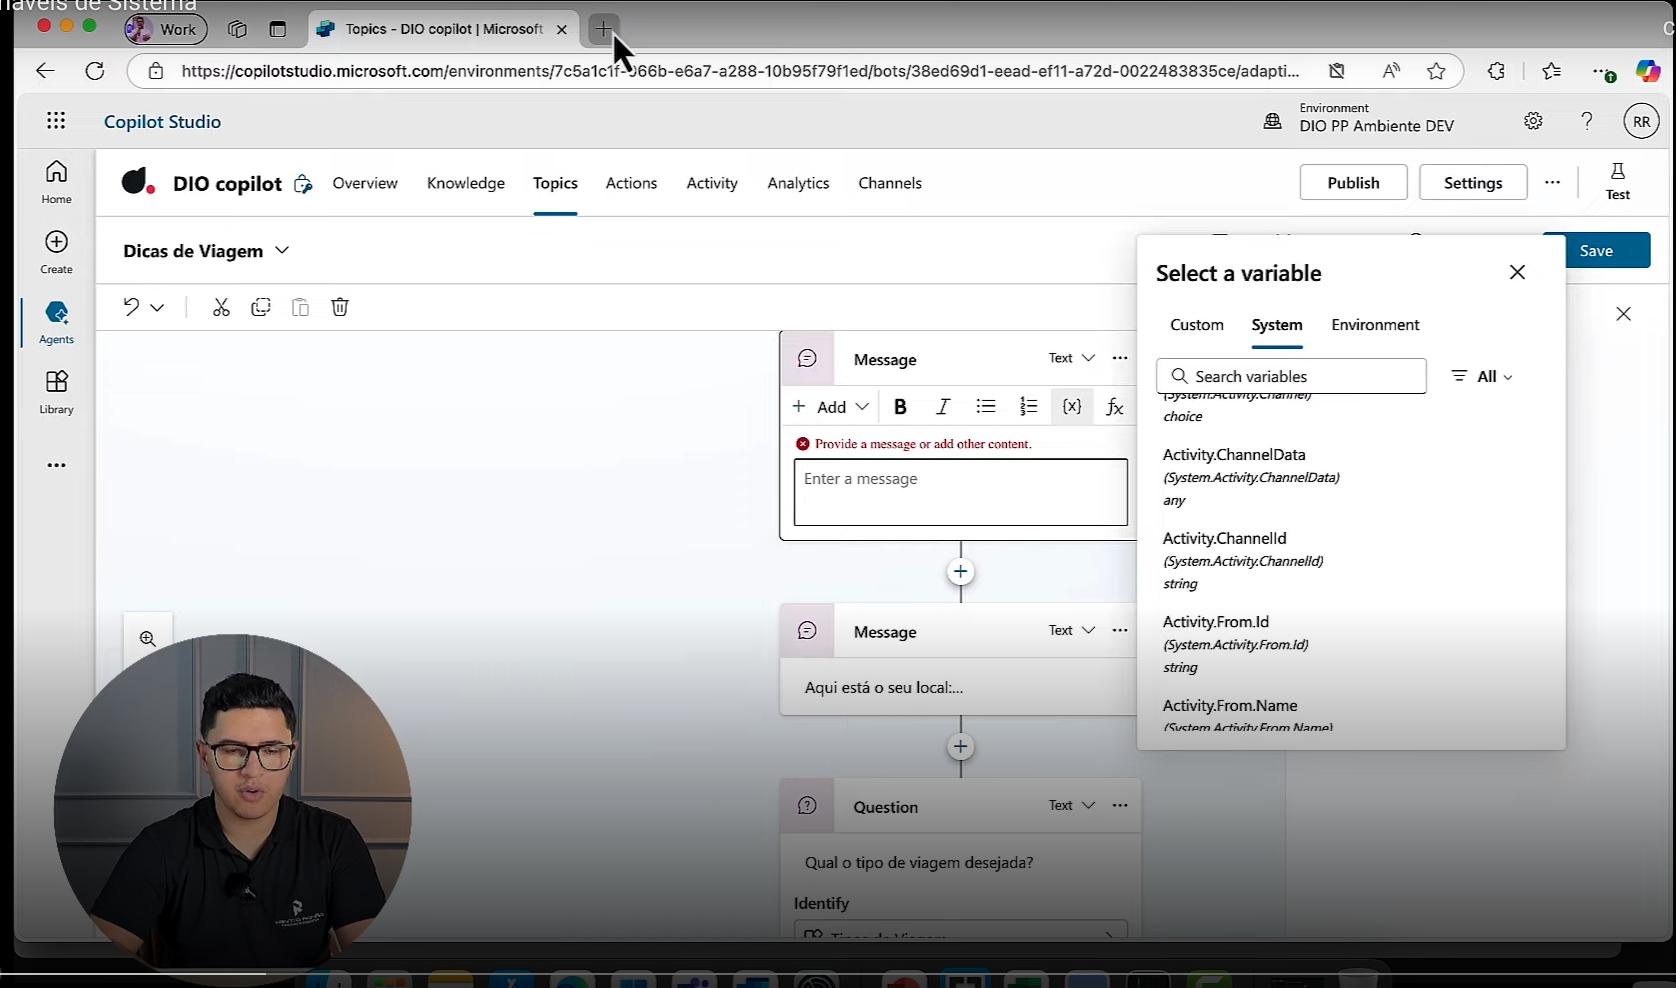 náveis de Sistema
Work
Topics - DIO copilot | Microsoft
https://copilotstudio.microsoft.com/environments/7c5a1c1f-966b-e6a7-a288-10b95f79f1ed/bots/38ed69d1-eead-ef11-a72d-0022483835ce/adapti...
Copilot Studio
Environment
DIO PP Ambiente DEV
RR
Home
Create
Agents
Library
DIO copilot
Overview
Knowledge
Topics
Actions
Activity
Analytics
Channels
Publish
Settings
Test
Dicas de Viagem
Save
Message
Text
Add
Provide a message or add other content.
Enter a message
Message
Text
Aqui está o seu local:...
Question
Text
Qual o tipo de viagem desejada?
Identify
Select a variable
Custom
System
Environment
Search variables
All
(System.Activity.Channel)
choice
Activity.ChannelData
(System.Activity.ChannelData)
any
Activity.ChannelId
(System.Activity.ChannelId)
string
Activity.From.Id
(System.Activity.From.Id)
string
Activity.From.Name
(System.Activity.From.Name)